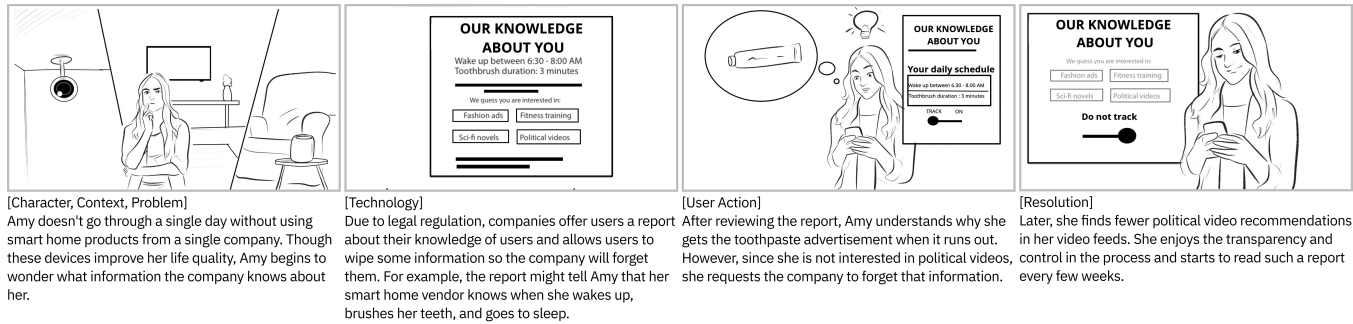 OUR KNOWLEDGE
ABOUT YOU
Wake up between 6:30 - 8:00 AM
Toothbrush duration: 3 minutes
We quess you are interested in:
Fashion ads
Fitness training
Sci-fi novels
Political videos
OUR KNOWLEDGE
ABOUT YOU
Your daily schedule
Wake up between 6.30 - 8.00 AM
Toothbrush duration : 3 minutes
TRACK ON
OUR KNOWLEDGE
ABOUT YOU
We quess you are interested in:
Fashion ads
Fitness training
Sci-fi novels
Political videos
Do not track
[Character, Context, Problem]
Amy doesn't go through a single day without using
smart home products from a single company. Though
these devices improve her life quality, Amy begins to
wonder what information the company knows about
her.
[Technology]
Due to legal regulation, companies offer users a report
about their knowledge of users and allows users to
wipe some information so the company will forget
them. For example, the report might tell Amy that her
smart home vendor knows when she wakes up,
brushes her teeth, and goes to sleep.
[User Action]
After reviewing the report, Amy understands why she
gets the toothpaste advertisement when it runs out.
However, since she is not interested in political videos,
she requests the company to forget that information.
[Resolution]
Later, she finds fewer political video recommendations
in her video feeds. She enjoys the transparency and
control in the process and starts to read such a report
every few weeks.